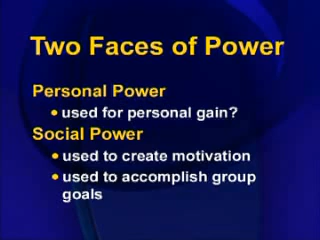 Two Faces of Power
Personal Power
• used for personal gain?
Social Power
• used to create motivation
• used to accomplish group
goals